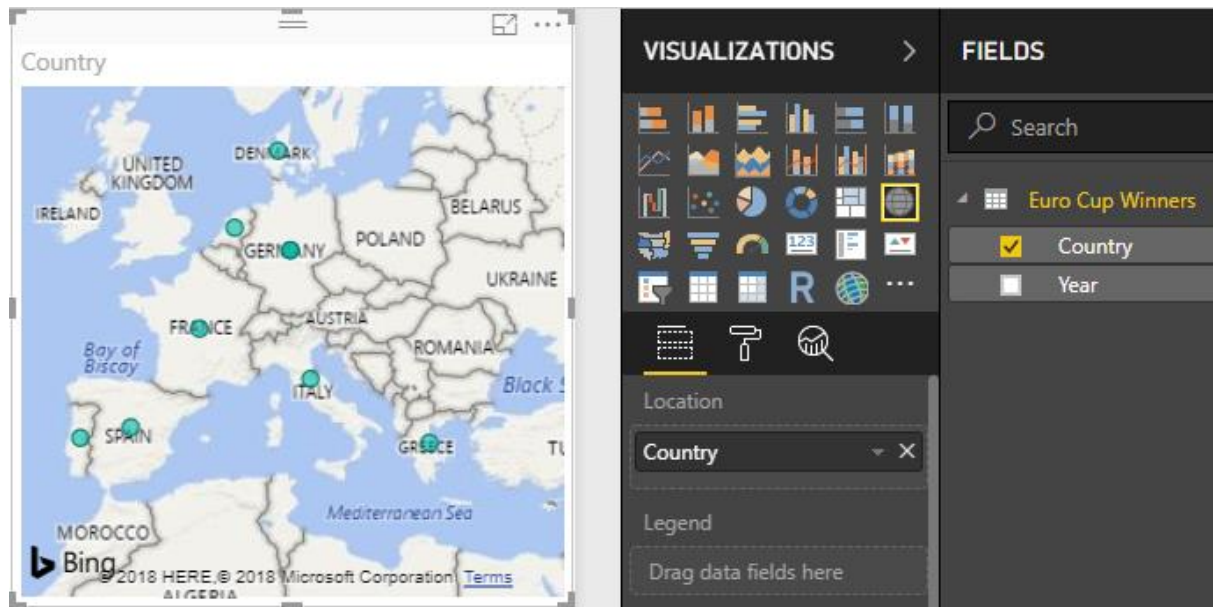 Country
UNITED
KINGDOM
DENMARK
IRELAND
BELARUS
GERMANY
POLAND
UKRAINE
FRANCE
AUSTRIA
ROMANIA
Bay of
Biscay
ITALY
Black S
SPAIN
GREECE
TU
Mediterranean Sea
MOROCCO
Bing
© 2018 HERE, © 2018 Microsoft Corporation Terms
ALGERIA
VISUALIZATIONS
123
R
Location
Country
Legend
Drag data fields here
FIELDS
Search
Euro Cup Winners
Country
Year